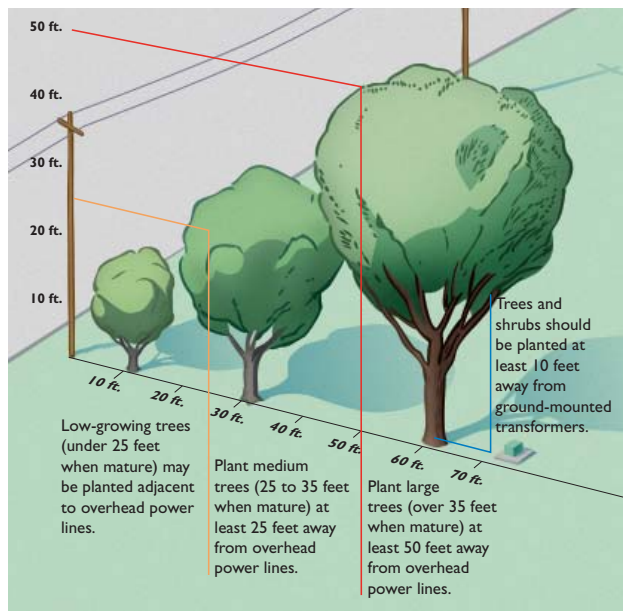 50 ft.
40 ft.
30 ft.
20 ft.
10 ft.
10 ft.
20 ft.
30 ft.
40 ft.
50 ft.
60 ft.
70 ft.
Low-growing trees
(under 25 feet
when mature) may
be planted adjacent
to overhead power
lines.
Plant medium
trees (25 to 35 feet
when mature) at
least 25 feet away
from overhead
power lines.
Plant large
trees (over 35 feet
when mature) at
least 50 feet away
from overhead
power lines.
Trees and
shrubs should
be planted at
least 10 feet
away from
ground-mounted
transformers.